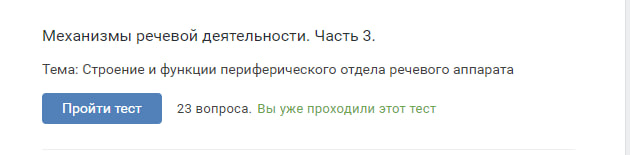 Механизмы речевой деятельности. Часть 3.
Тема: Строение и функции периферического отдела речевого аппарата
Пройти тест 23 вопроса. Вы уже проходили этот тест